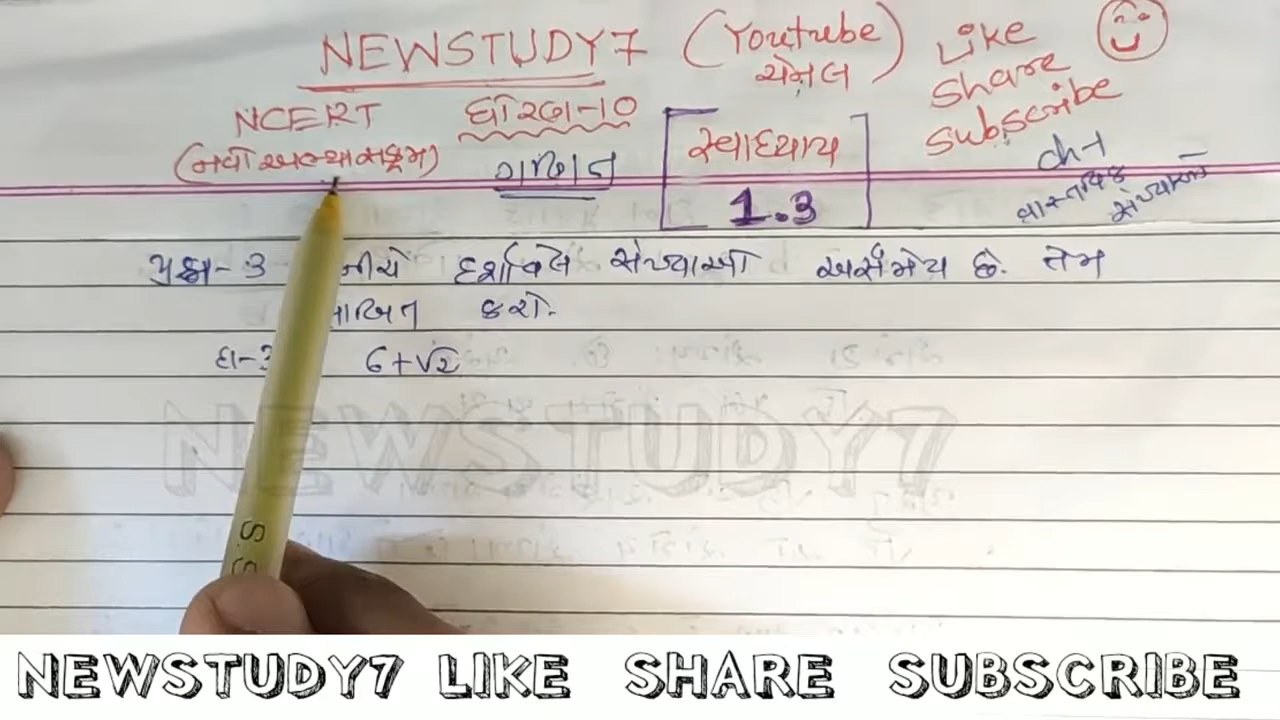 NEWSTUDY7 (Youtube ચેનલ) Like Share Subscribe
NCERT ધોરણ-10
(નવો અભ્યાસક્રમ) ગણિત
સ્વાધ્યાય
1.3
ch-1
વાસ્તવિક સંખ્યાઓ
પ્રશ્ન-3 નીચે દર્શાવેલ સંખ્યાઓ અસંમેય છે. તેમ
સાબિત કરો.
દા-3 6+√2
NEWSTUDY7
S.S
NEWSTUDY7 LIKE SHARE SUBSCRIBE